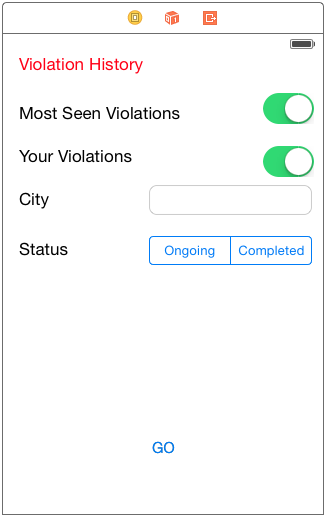 Violation History
Most Seen Violations
Your Violations
City
Status Ongoing Completed
GO